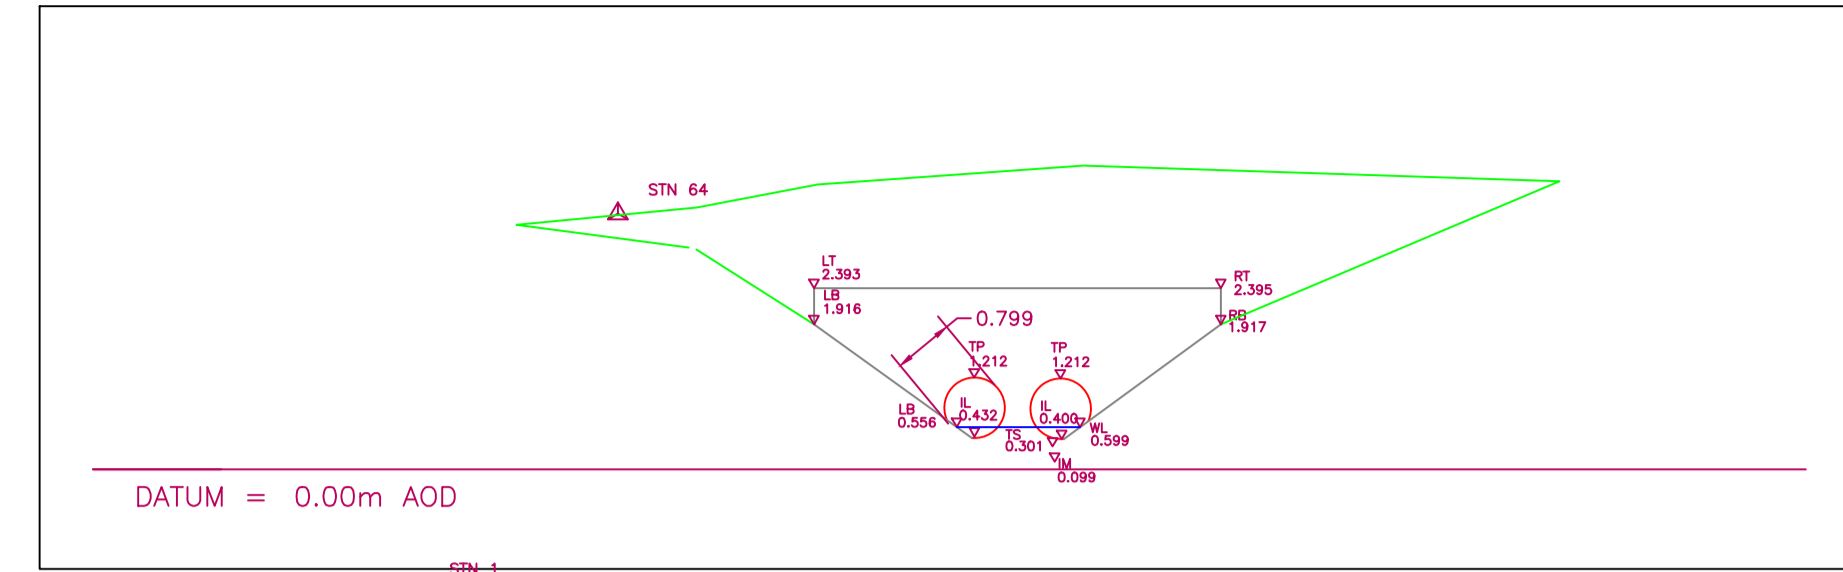 STN 64
LT
2.393
LB
1.916
RT
2.395
RB
1.917
0.799
TP
1.212
TP
1.212
LB
0.556
IL
0.432
IL
0.400
TS
0.301
WL
0.599
IM
0.099
DATUM = 0.00m AOD
STN 1